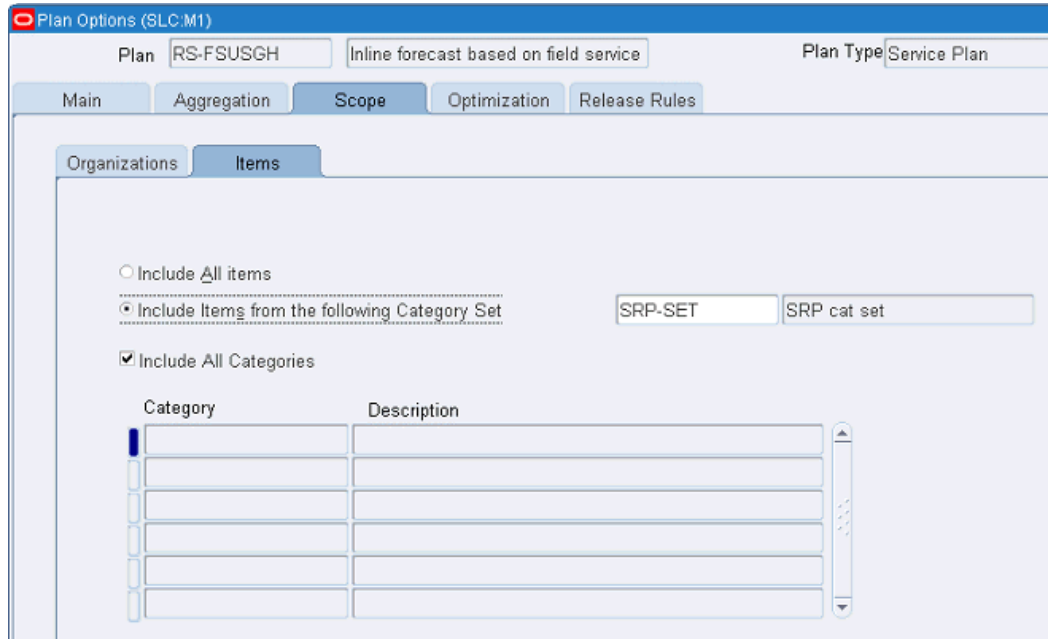 Plan Options (SLC:M1)
Plan RS-FSUSGH Inline forecast based on field service Plan Type Service Plan
Main Aggregation Scope Optimization Release Rules
Organizations Items
Include All items
Include Items from the following Category Set SRP-SET SRP cat set
Include All Categories
Category Description